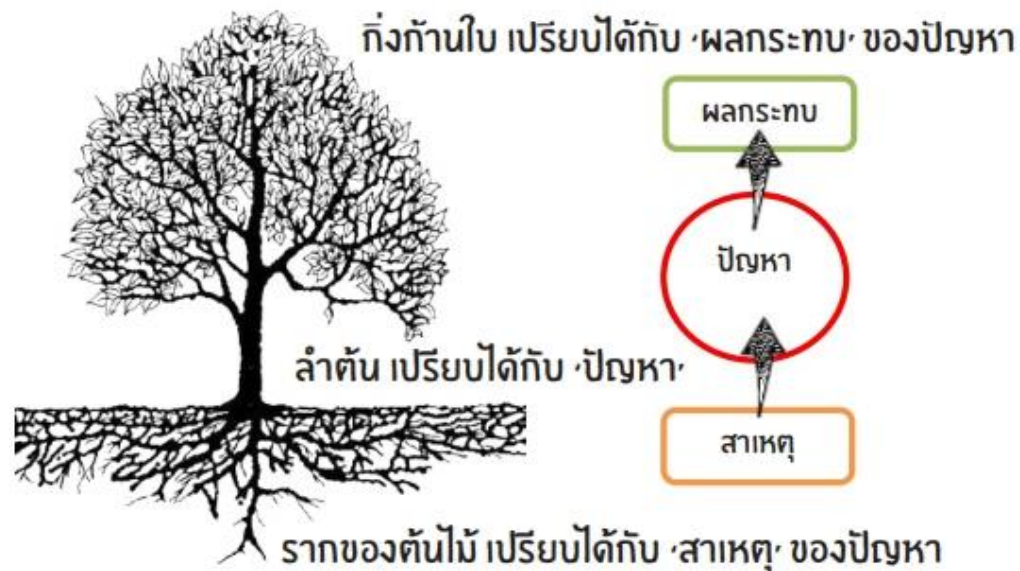 กิ่งก้านใบ เปรียบได้กับ 'ผลกระทบ' ของปัญหา
ผลกระทบ
ปัญหา
ลำต้น เปรียบได้กับ 'ปัญหา'
สาเหตุ
รากของต้นไม้ เปรียบได้กับ 'สาเหตุ' ของปัญหา